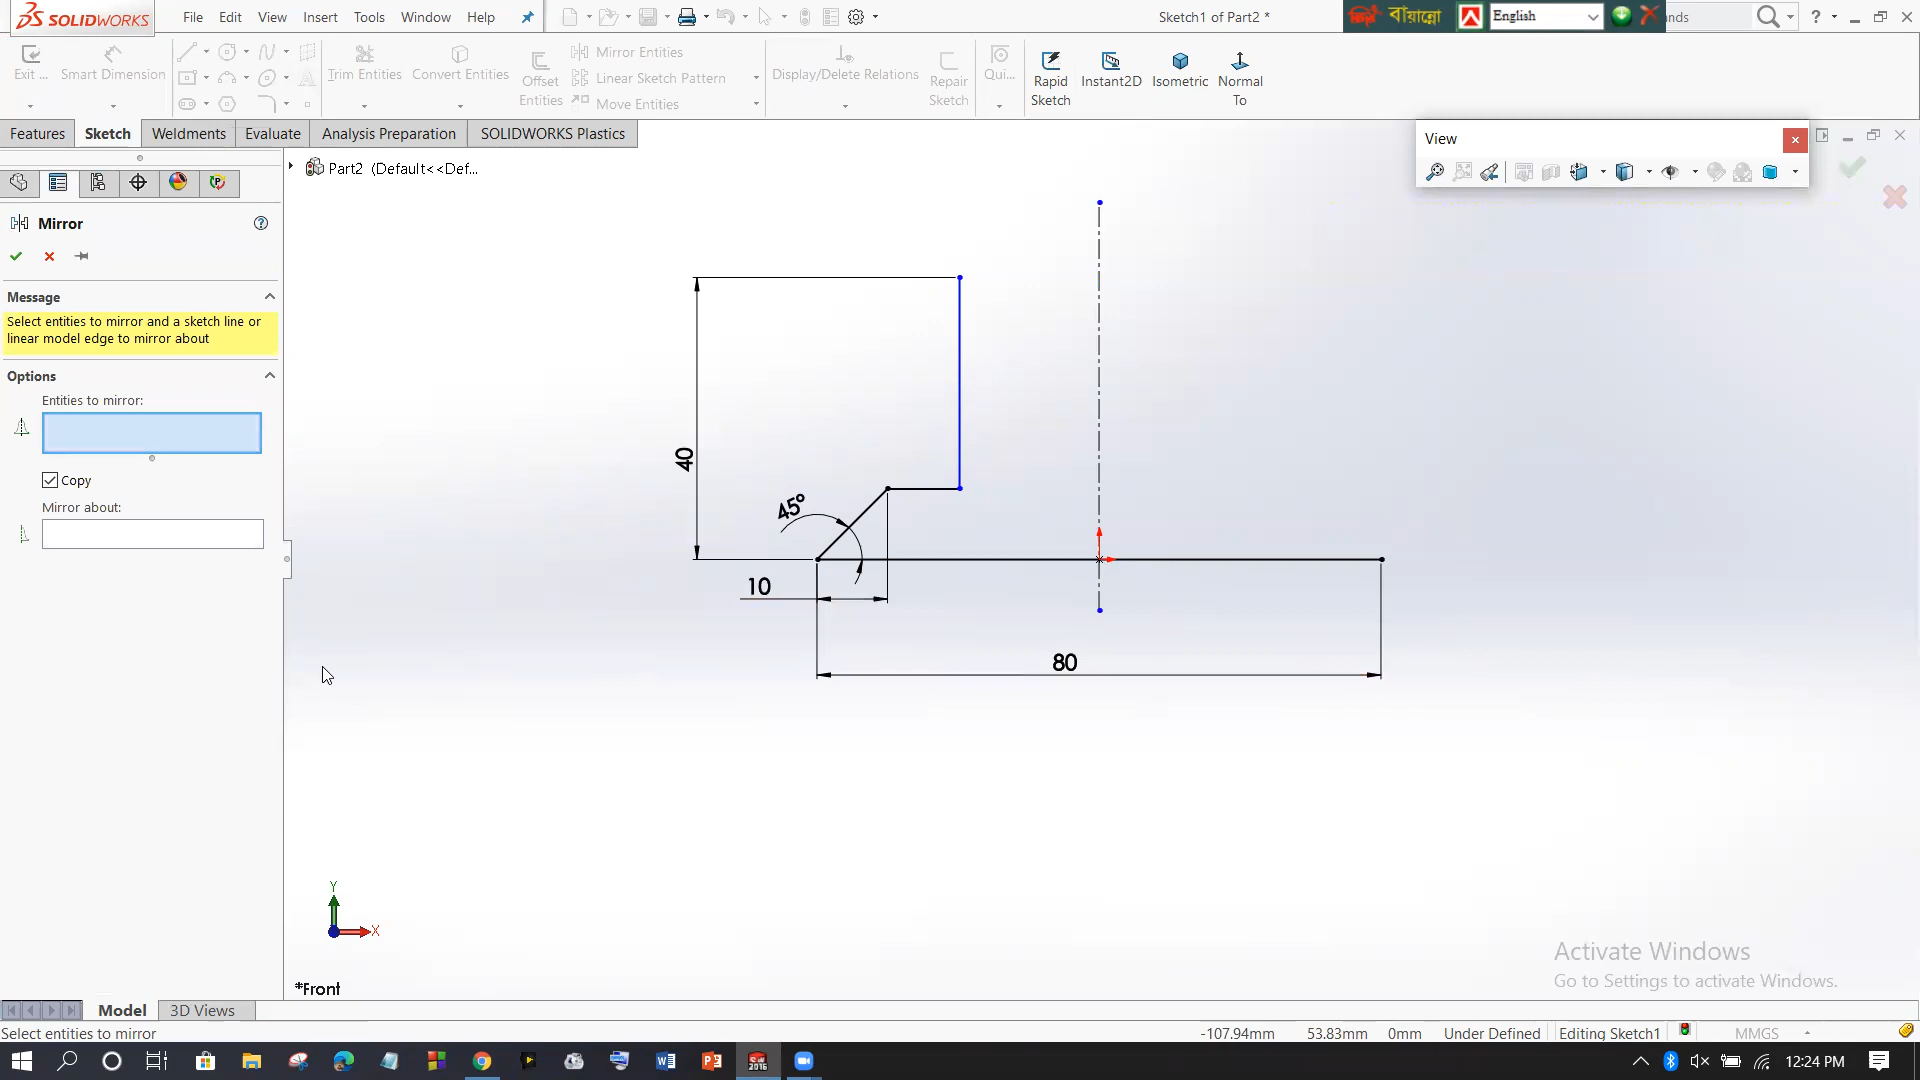 SOLIDWORKS File Edit View Insert Tools Window Help Sketch1 of Part2 * বায়ান্নো English nds ?
Exit ... Smart Dimension Trim Entities Convert Entities Offset Entities Mirror Entities Linear Sketch Pattern Move Entities Display/Delete Relations Repair Sketch Qui... Rapid Sketch Instant2D Isometric Normal To
Features Sketch Weldments Evaluate Analysis Preparation SOLIDWORKS Plastics
View
Part2 (Default<<Def...
Mirror
Message
Select entities to mirror and a sketch line or
linear model edge to mirror about
Options
Entities to mirror:
Copy
Mirror about:
40
45°
10
80
Y
X
*Front
Activate Windows
Go to Settings to activate Windows.
Model 3D Views
Select entities to mirror -107.94mm 53.83mm 0mm Under Defined Editing Sketch1 MMGS
12:24 PM